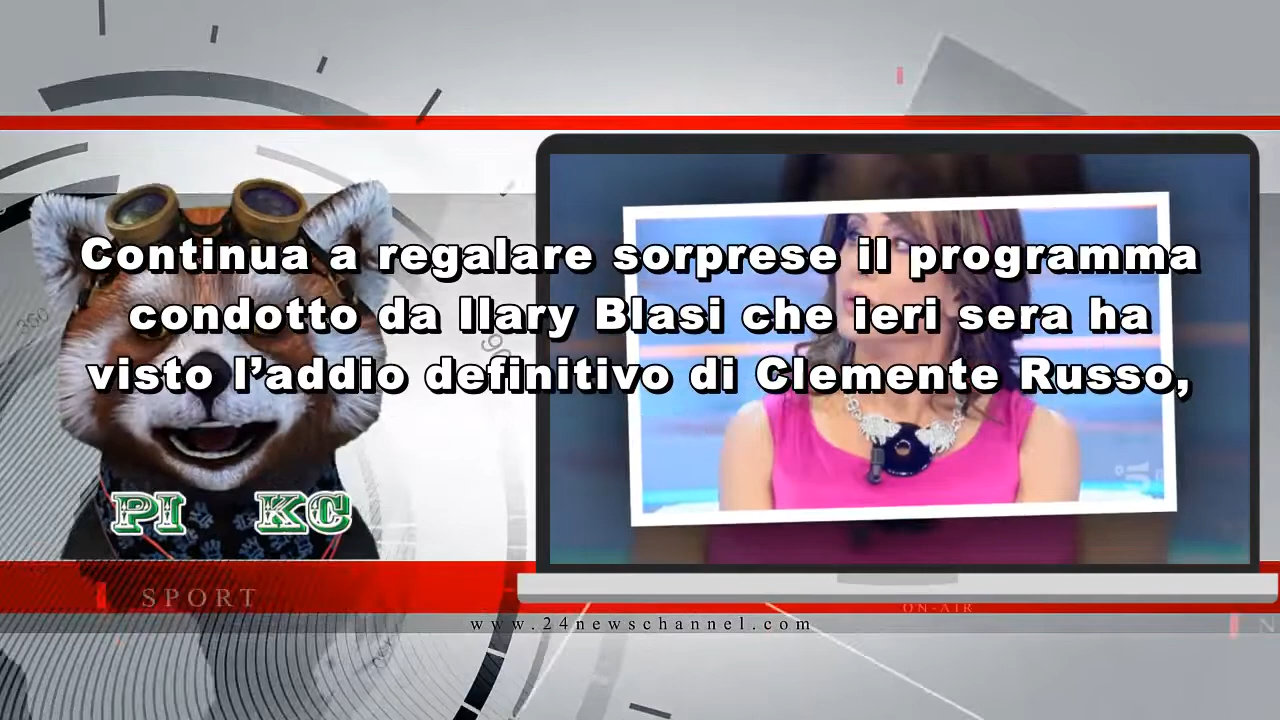 Continua a regalare sorprese il programma
condotto da Ilary Blasi che ieri sera ha
visto l’addio definitivo di Clemente Russo,
PI KC
SPORT
ON-AIR
www.24newschannel.com